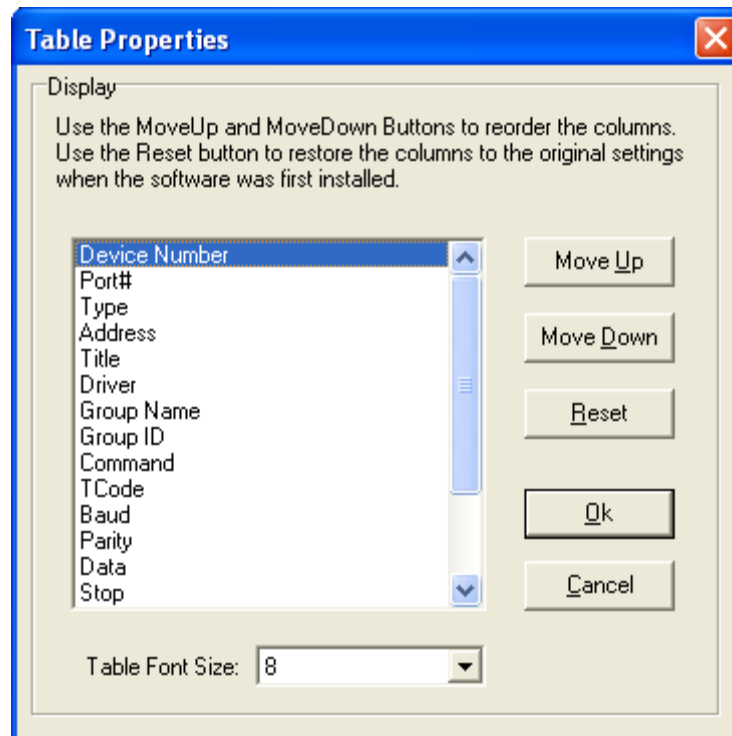 Table Properties
Display
Use the MoveUp and MoveDown Buttons to reorder the columns.
Use the Reset button to restore the columns to the original settings
when the software was first installed.
Device Number
Port#
Type
Address
Title
Driver
Group Name
Group ID
Command
TCode
Baud
Parity
Data
Stop
Move Up
Move Down
Reset
Ok
Cancel
Table Font Size: 8